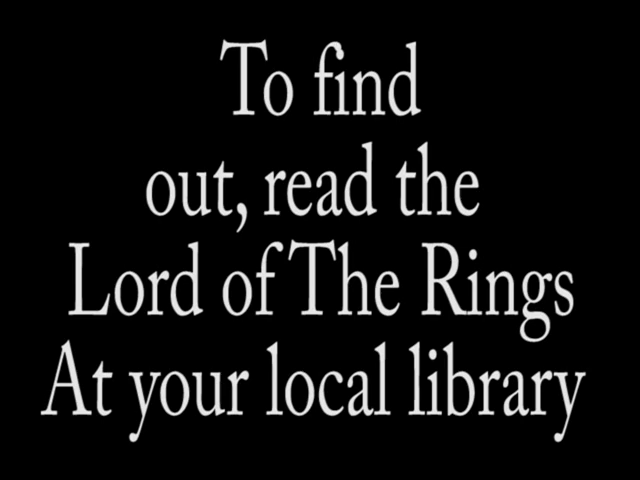 To find
out, read the
Lord of The Rings
At your local library